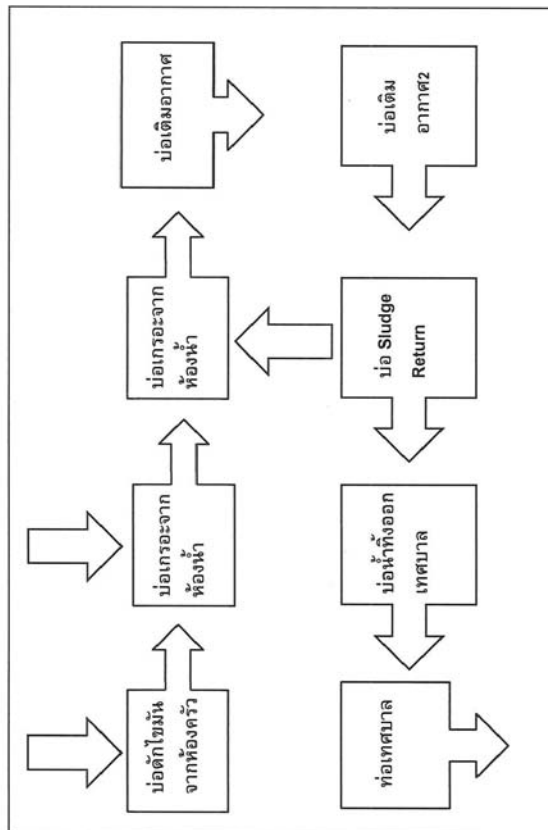 บ่อดักไขมัน
จากห้องครัว
บ่อเกรอะจาก
ห้องน้ำ
บ่อเกรอะจาก
ห้องน้ำ
บ่อเติมอากาศ
ท่อเทศบาล
บ่อน้ำทิ้งออก
เทศบาล
บ่อ Sludge
Return
บ่อเติม
อากาศ2